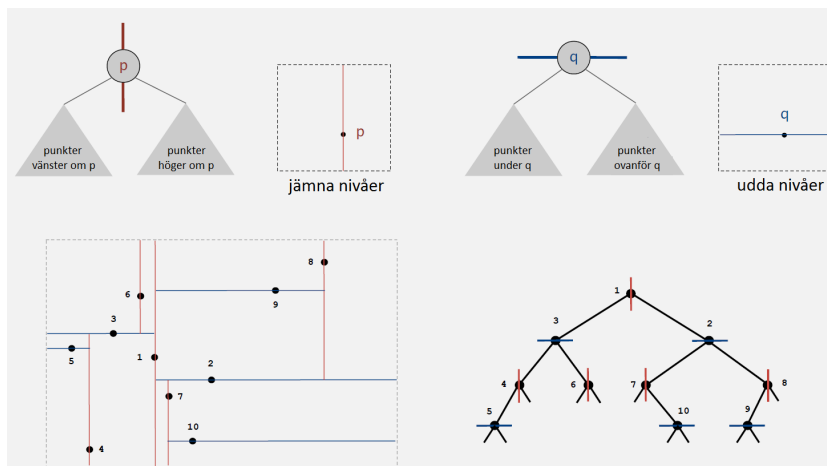 p
punkter
vänster om p
punkter
höger om p
p
jämna nivåer
q
punkter
under q
punkter
ovanför q
q
udda nivåer
8
6
9
3
5
1
2
7
10
4
1
3
2
4
6
7
8
5
10
9